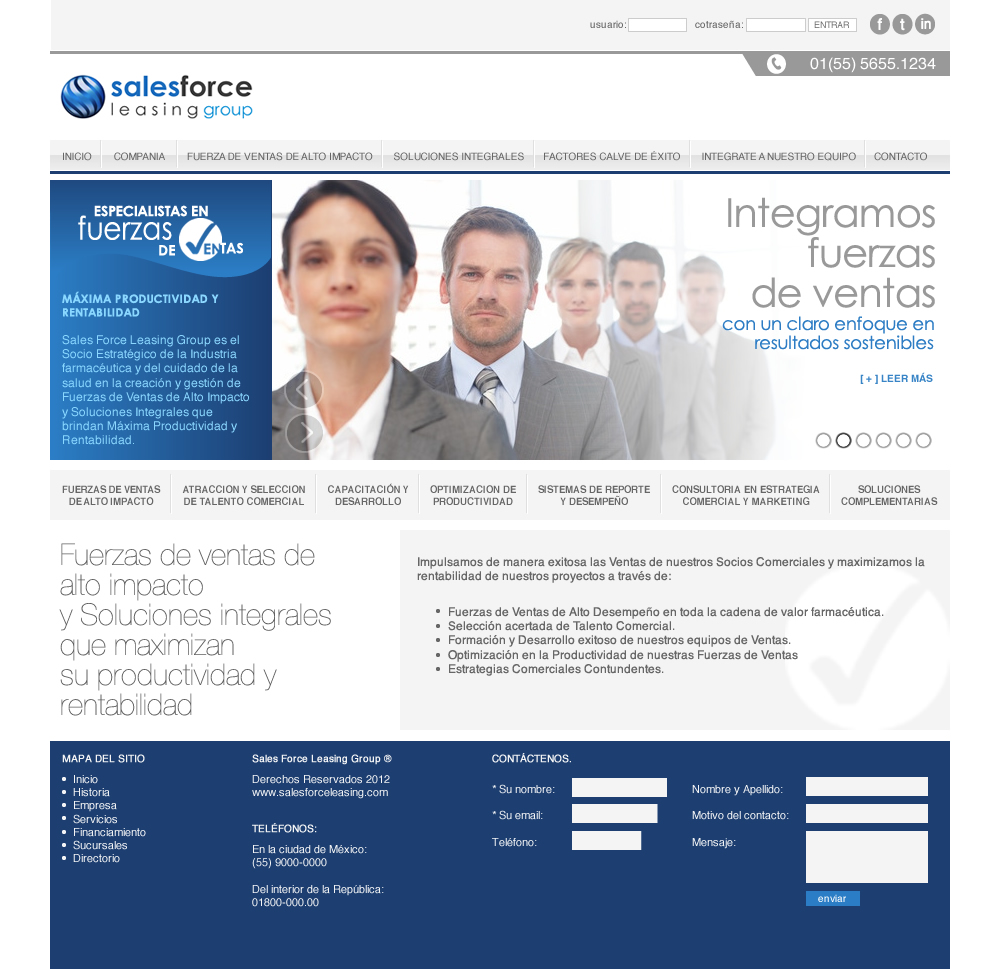 usuario: cotraseña: ENTRAR f t in
01(55) 5655.1234
salesforce
leasing group
INICIO COMPANIA FUERZA DE VENTAS DE ALTO IMPACTO SOLUCIONES INTEGRALES FACTORES CALVE DE ÉXITO INTEGRATE A NUESTRO EQUIPO CONTACTO
ESPECIALISTAS EN
fuerzas
DE VENTAS
MÁXIMA PRODUCTIVIDAD Y
RENTABILIDAD
Sales Force Leasing Group es el
Socio Estratégico de la Industria
farmacéutica y del cuidado de la
salud en la creación y gestión de
Fuerzas de Ventas de Alto Impacto
y Soluciones Integrales que
brindan Máxima Productividad y
Rentabilidad.
Integramos
fuerzas
de ventas
con un claro enfoque en
resultados sostenibles
[ + ] LEER MÁS
FUERZAS DE VENTAS
DE ALTO IMPACTO
ATRACCION Y SELECCION
DE TALENTO COMERCIAL
CAPACITACIÓN Y
DESARROLLO
OPTIMIZACION DE
PRODUCTIVIDAD
SISTEMAS DE REPORTE
Y DESEMPEÑO
CONSULTORIA EN ESTRATEGIA
COMERCIAL Y MARKETING
SOLUCIONES
COMPLEMENTARIAS
Fuerzas de ventas de
alto impacto
y Soluciones integrales
que maximizan
su productividad y
rentabilidad
Impulsamos de manera exitosa las Ventas de nuestros Socios Comerciales y maximizamos la
rentabilidad de nuestros proyectos a través de:
• Fuerzas de Ventas de Alto Desempeño en toda la cadena de valor farmacéutica.
• Selección acertada de Talento Comercial.
• Formación y Desarrollo exitoso de nuestros equipos de Ventas.
• Optimización en la Productividad de nuestras Fuerzas de Ventas
• Estrategias Comerciales Contundentes.
MAPA DEL SITIO
• Inicio
• Historia
• Empresa
• Servicios
• Financiamiento
• Sucursales
• Directorio
Sales Force Leasing Group ®
Derechos Reservados 2012
www.salesforceleasing.com
TELÉFONOS:
En la ciudad de México:
(55) 9000-0000
Del interior de la República:
01800-000.00
CONTÁCTENOS.
* Su nombre:
* Su email:
Teléfono:
Nombre y Apellido:
Motivo del contacto:
Mensaje:
enviar